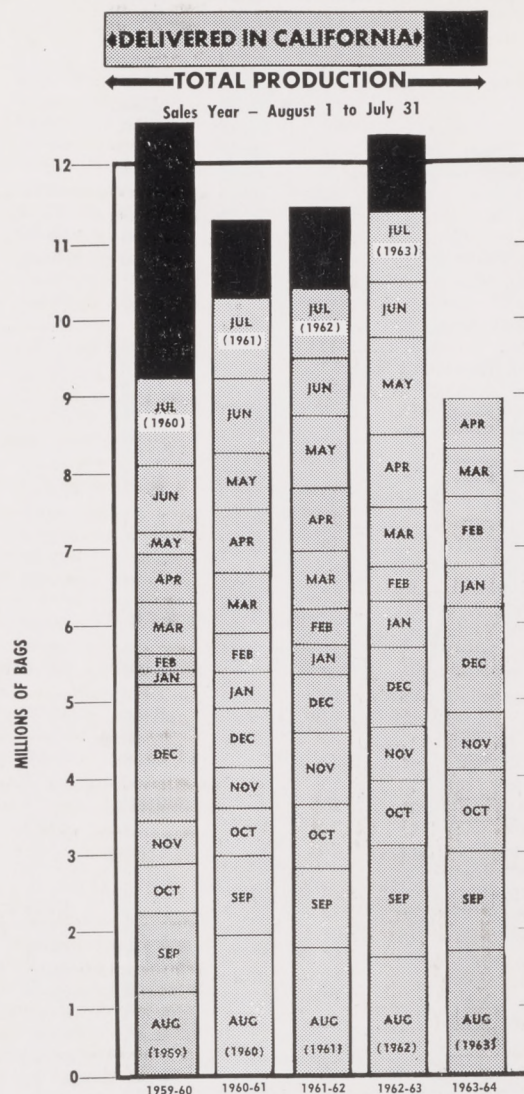 DELIVERED IN CALIFORNIA
TOTAL PRODUCTION
Sales Year – August 1 to July 31
MILLIONS OF BAGS
12
11
10
9
8
7
6
5
4
3
2
1
0
JUL
(1960)
JUN
MAY
APR
MAR
FEB
JAN
DEC
NOV
OCT
SEP
AUG
(1959)
1959-60
JUL
(1961)
JUN
MAY
APR
MAR
FEB
JAN
DEC
NOV
OCT
SEP
AUG
(1960)
1960-61
JUL
(1962)
JUN
MAY
APR
MAR
FEB
JAN
DEC
NOV
OCT
SEP
AUG
(1961)
1961-62
JUL
(1963)
JUN
MAY
APR
MAR
FEB
JAN
DEC
NOV
OCT
SEP
AUG
(1962)
1962-63
APR
MAR
FEB
JAN
DEC
NOV
OCT
SEP
AUG
(1963)
1963-64